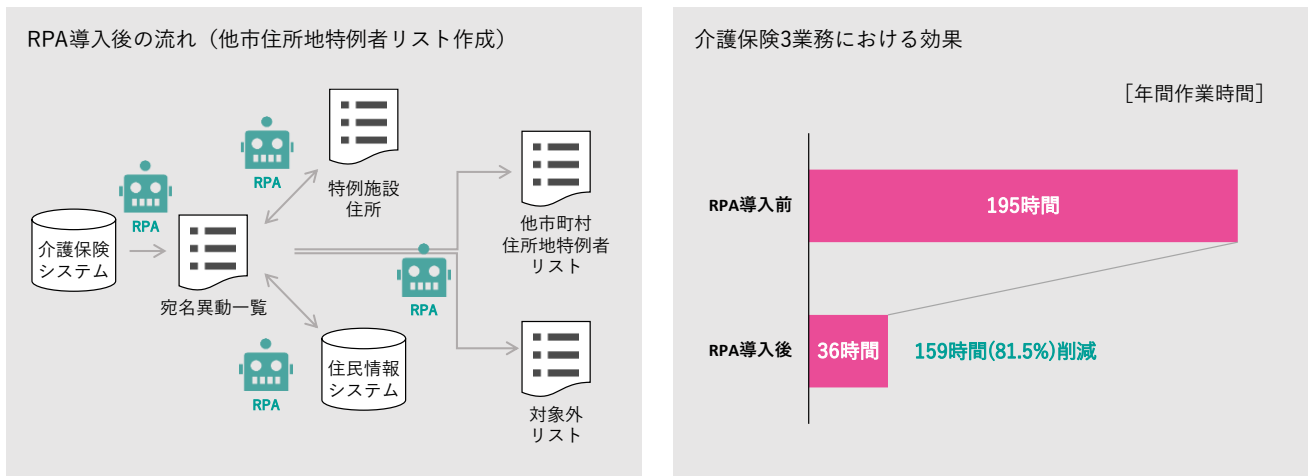 RPA導入後の流れ（他市住所地特例者リスト作成）
RPA
特例施設
住所
RPA
介護保険
システム
宛名異動一覧
他市町村
住所地特例者
リスト
RPA
RPA
住民情報
システム
対象外
リスト
介護保険3業務における効果
［年間作業時間］
RPA導入前
195時間
RPA導入後
36時間
159時間(81.5%)削減